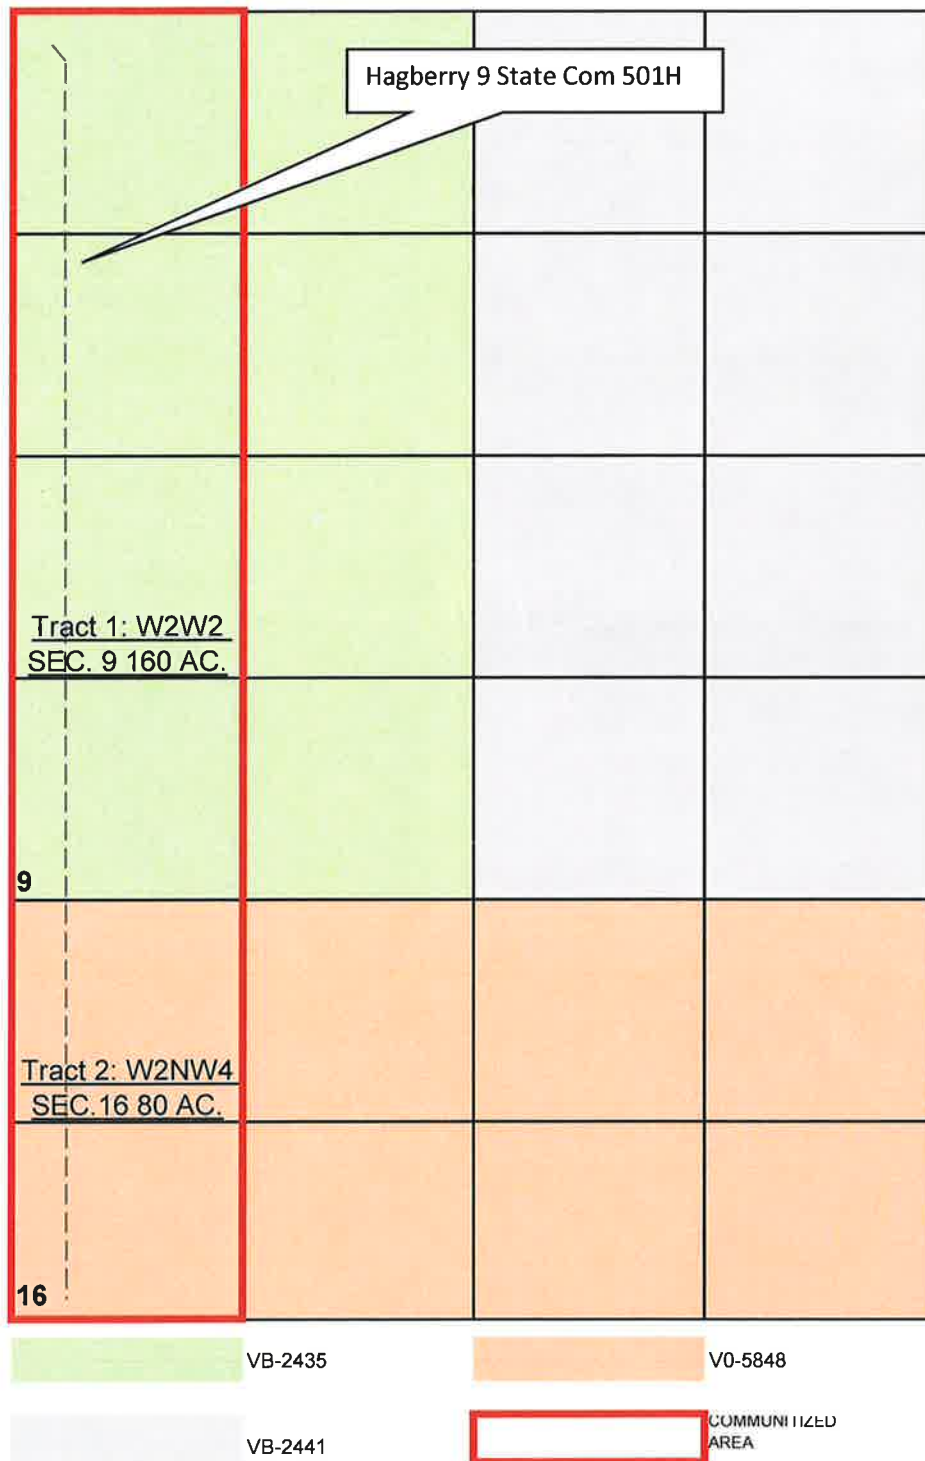 Hagberry 9 State Com 501H
Tract 1: W2W2
SEC. 9 160 AC.
9
Tract 2: W2NW4
SEC.16 80 AC.
16
VB-2435
V0-5848
VB-2441
COMMUNITIZED
AREA